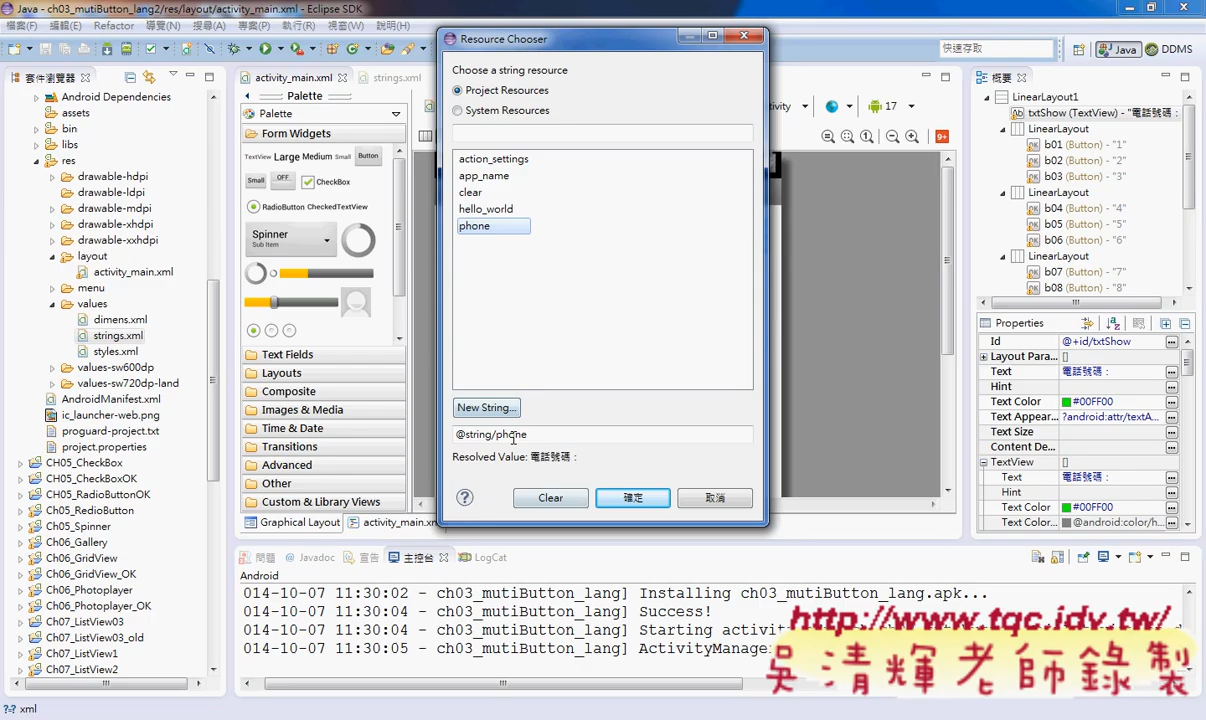 Java - ch03_mutiButton_lang2/res/layout/activity_main.xml - Eclipse SDK
檔案(F) 編輯(E) Refactor 導覽(N) 搜尋(A) 專案(P) 執行(R) 視窗(W) 說明(H)
快速存取
Java
DDMS
套件瀏覽器
Android Dependencies
assets
bin
libs
res
drawable-hdpi
drawable-ldpi
drawable-mdpi
drawable-xhdpi
drawable-xxhdpi
layout
activity_main.xml
menu
values
dimens.xml
strings.xml
styles.xml
values-sw600dp
values-sw720dp-land
AndroidManifest.xml
ic_launcher-web.png
proguard-project.txt
project.properties
CH05_CheckBox
CH05_CheckBoxOK
CH05_RadioButtonOK
Ch05_RadioButton
Ch05_Spinner
Ch06_Gallery
Ch06_GridView
Ch06_GridView_OK
Ch06_Photoplayer
Ch06_Photoplayer_OK
Ch07_ListView03
Ch07_ListView03_old
Ch07_ListView1
Ch07_ListView2
activity_main.xml
strings.xml
Palette
Palette
Form Widgets
TextView Large Medium Small Button
Small OFF CheckBox
RadioButton CheckedTextView
Spinner
Sub Item
Text Fields
Layouts
Composite
Images & Media
Time & Date
Transitions
Advanced
Other
Custom & Library Views
Graphical Layout
activity_main.xm
Resource Chooser
Choose a string resource
Project Resources
System Resources
action_settings
app_name
clear
hello_world
phone
New String...
@string/phone
Resolved Value: 電話號碼：
Clear
確定
取消
ctivity
17
9+
概要
LinearLayout1
txtShow (TextView) - "電話號碼：
LinearLayout
b01 (Button) - "1"
b02 (Button) - "2"
b03 (Button) - "3"
LinearLayout
b04 (Button) - "4"
b05 (Button) - "5"
b06 (Button) - "6"
LinearLayout
b07 (Button) - "7"
b08 (Button) - "8"
Properties
Id @+id/txtShow
Layout Para... []
Text 電話號碼：
Hint
Text Color #00FF00
Text Appear... ?android:attr/textA...
Text Size
Content De...
TextView []
Text 電話號碼：
Hint
Text Color #00FF00
Text Color... @android:color/h...
問題
Javadoc
宣告
主控台
LogCat
Android
014-10-07 11:30:02 - ch03_mutiButton_lang] Installing ch03_mutiButton_lang.apk...
014-10-07 11:30:04 - ch03_mutiButton_lang] Success!
014-10-07 11:30:04 - ch03_mutiButton_lang] Starting activi
014-10-07 11:30:05 - ch03_mutiButton_lang] ActivityManage
http://www.tqc.idv.tw/
吳清輝老師錄製
xml